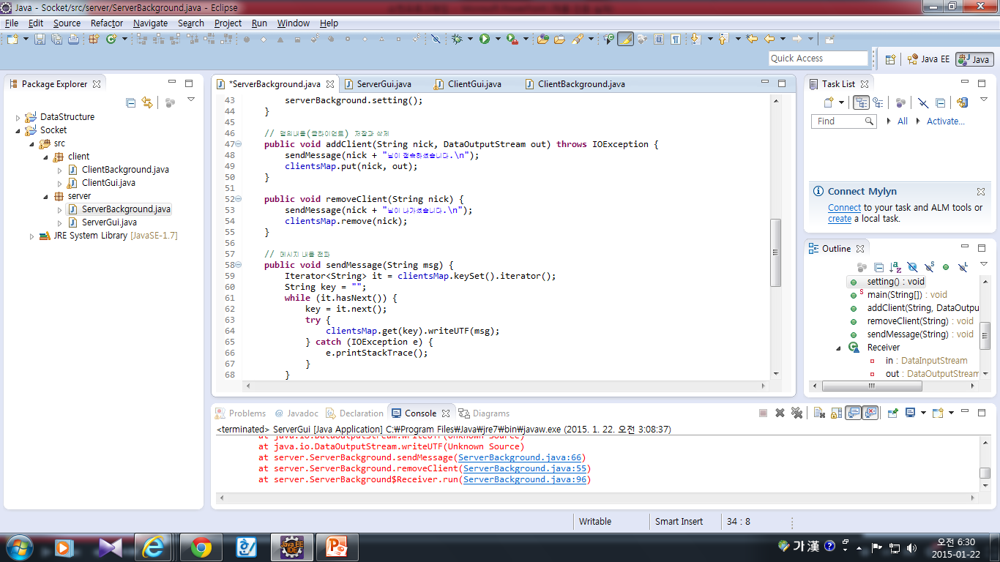 Java - Socket/src/server/ServerBackground.java - Eclipse
File Edit Source Refactor Navigate Search Project Run Window Help
Quick Access
Java EE
Java
Package Explorer
DataStructure
Socket
src
client
ClientBackground.java
ClientGui.java
server
ServerBackground.java
ServerGui.java
JRE System Library [JavaSE-1.7]
*ServerBackground.java ServerGui.java ClientGui.java ClientBackground.java
43 serverBackground.setting();
44 }
45
46 // 맵의내용(클라이언트) 저장과 삭제
47 public void addClient(String nick, DataOutputStream out) throws IOException {
48 sendMessage(nick + "님이 접속하셨습니다.\n");
49 clientsMap.put(nick, out);
50 }
51
52 public void removeClient(String nick) {
53 sendMessage(nick + "님이 나가셨습니다.\n");
54 clientsMap.remove(nick);
55 }
56
57 // 메시지 내용 전파
58 public void sendMessage(String msg) {
59 Iterator<String> it = clientsMap.keySet().iterator();
60 String key = "";
61 while (it.hasNext()) {
62 key = it.next();
63 try {
64 clientsMap.get(key).writeUTF(msg);
65 } catch (IOException e) {
66 e.printStackTrace();
67 }
68 }
Task List
Find All Activate...
Connect Mylyn
Connect to your task and ALM tools or
create a local task.
Outline
setting() : void
main(String[]) : void
addClient(String, DataOutpu
removeClient(String) : void
sendMessage(String) : void
Receiver
in : DataInputStream
out : DataOutputStream
Problems @ Javadoc Declaration Console Diagrams
<terminated> ServerGui [Java Application] C:₩Program Files₩Java₩jre7₩bin₩javaw.exe (2015. 1. 22. 오전 3:08:37)
at java.io.DataOutputStream.writeUTF(Unknown Source)
at java.io.DataOutputStream.writeUTF(Unknown Source)
at server.ServerBackground.sendMessage(ServerBackground.java:66)
at server.ServerBackground.removeClient(ServerBackground.java:55)
at server.ServerBackground$Receiver.run(ServerBackground.java:96)
Writable Smart Insert 34 : 8
Java EE
IDE
가 漢
오전 6:30
2015-01-22